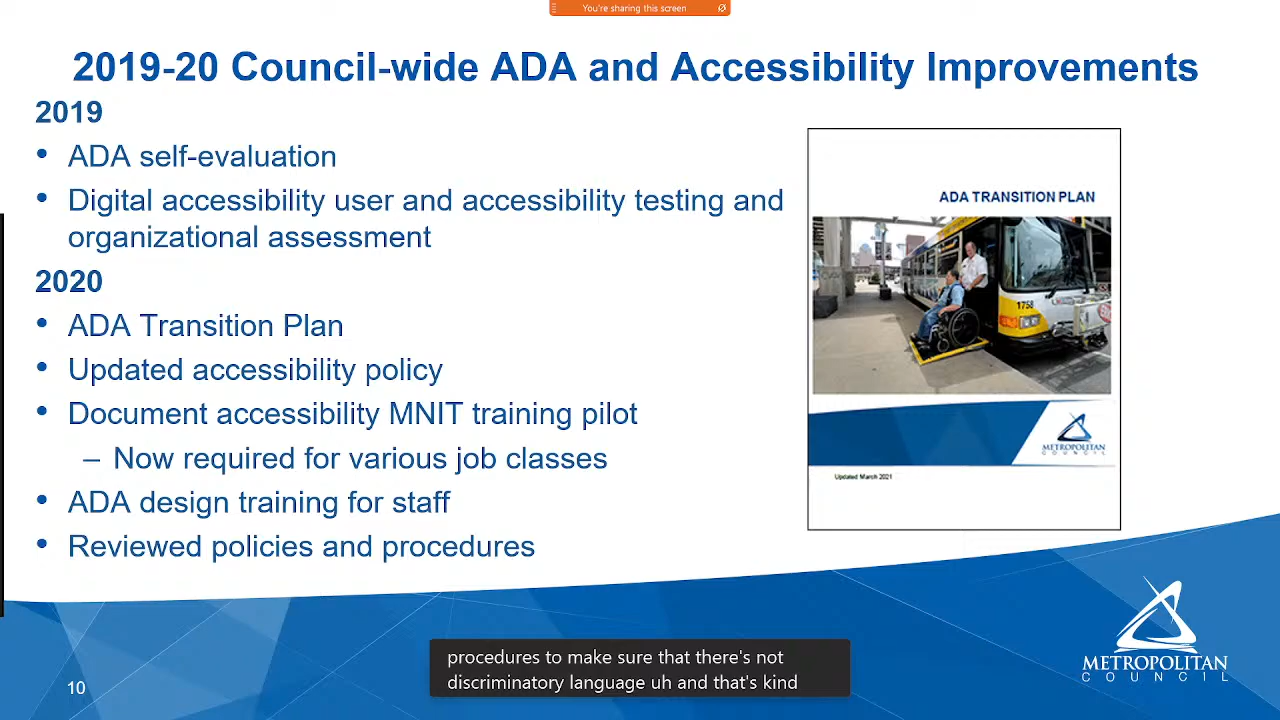 You're sharing this screen
2019-20 Council-wide ADA and Accessibility Improvements
2019
• ADA self-evaluation
• Digital accessibility user and accessibility testing and
organizational assessment
2020
• ADA Transition Plan
• Updated accessibility policy
• Document accessibility MNIT training pilot
– Now required for various job classes
• ADA design training for staff
• Reviewed policies and procedures
ADA TRANSITION PLAN
1758
METROPOLITAN
COUNCIL
Updated March 2021
procedures to make sure that there's not
discriminatory language uh and that's kind
10
METROPOLITAN
COUNCIL